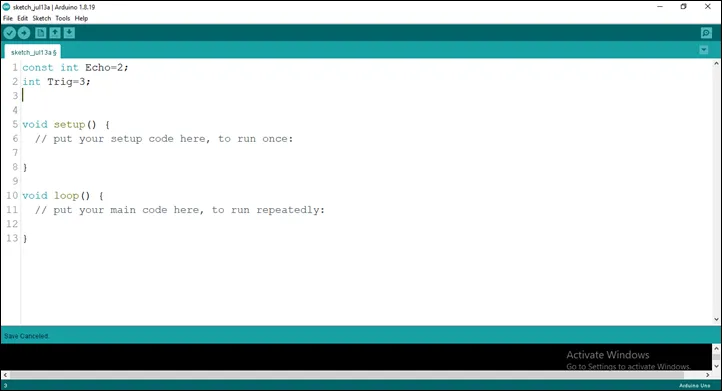 sketch_jul13a | Arduino 1.8.19
File Edit Sketch Tools Help
sketch_jul13a §
1 const int Echo=2;
2 int Trig=3;
3
4
5 void setup() {
6 // put your setup code here, to run once:
7
8 }
9
10 void loop() {
11 // put your main code here, to run repeatedly:
12
13 }
Save Canceled.
Activate Windows
Go to Settings to activate Windows.
3
Arduino Uno